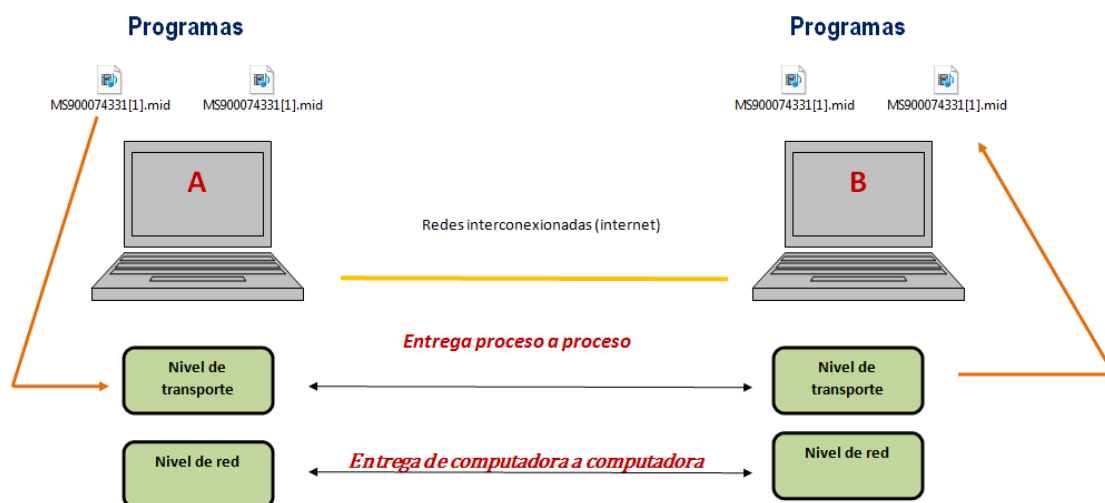 Programas
Programas
MS900074331[1].mid
MS900074331[1].mid
MS900074331[1].mid
MS900074331[1].mid
A
B
Redes interconexionadas (internet)
Entrega proceso a proceso
Nivel de
transporte
Nivel de
transporte
Nivel de red
Entrega de computadora a computadora
Nivel de red